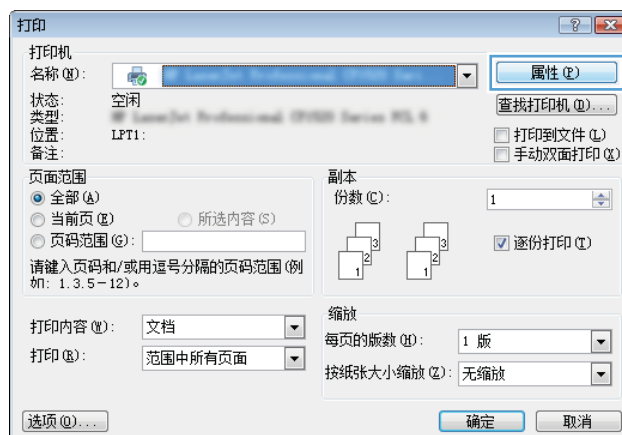 打印
打印机
名称(N):
属性(P)
状态: 空闲
类型:
查找打印机(D)...
位置: LPT1:
打印到文件(L)
备注:
手动双面打印(X)
页面范围
全部(A)
当前页(E) 所选内容(S)
页码范围(G):
请键入页码和/或用逗号分隔的页码范围(例
如: 1.3.5-12)。
副本
份数(C): 1
1 2 3
1 2 3
逐份打印(T)
打印内容(W): 文档
打印(R): 范围中所有页面
缩放
每页的版数(H): 1 版
按纸张大小缩放(Z): 无缩放
选项(O)...
确定 取消